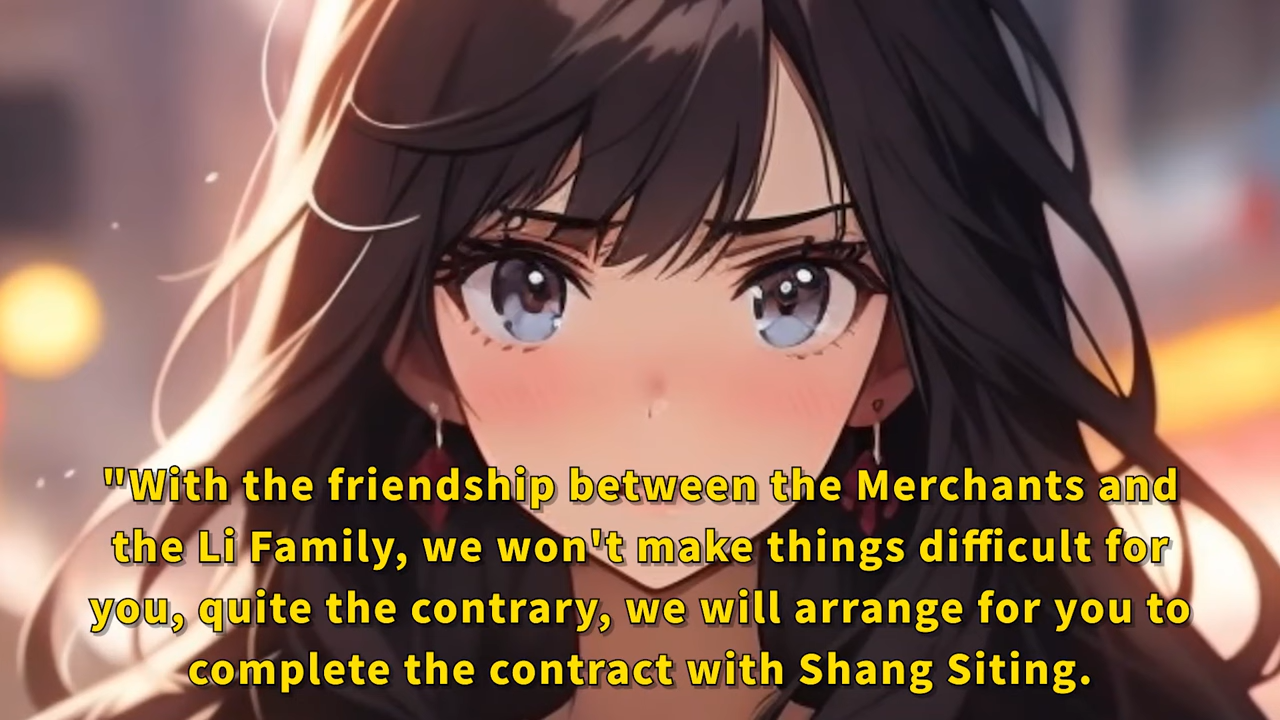 "With the friendship between the Merchants and
the Li Family, we won't make things difficult for
you, quite the contrary, we will arrange for you to
complete the contract with Shang Siting.